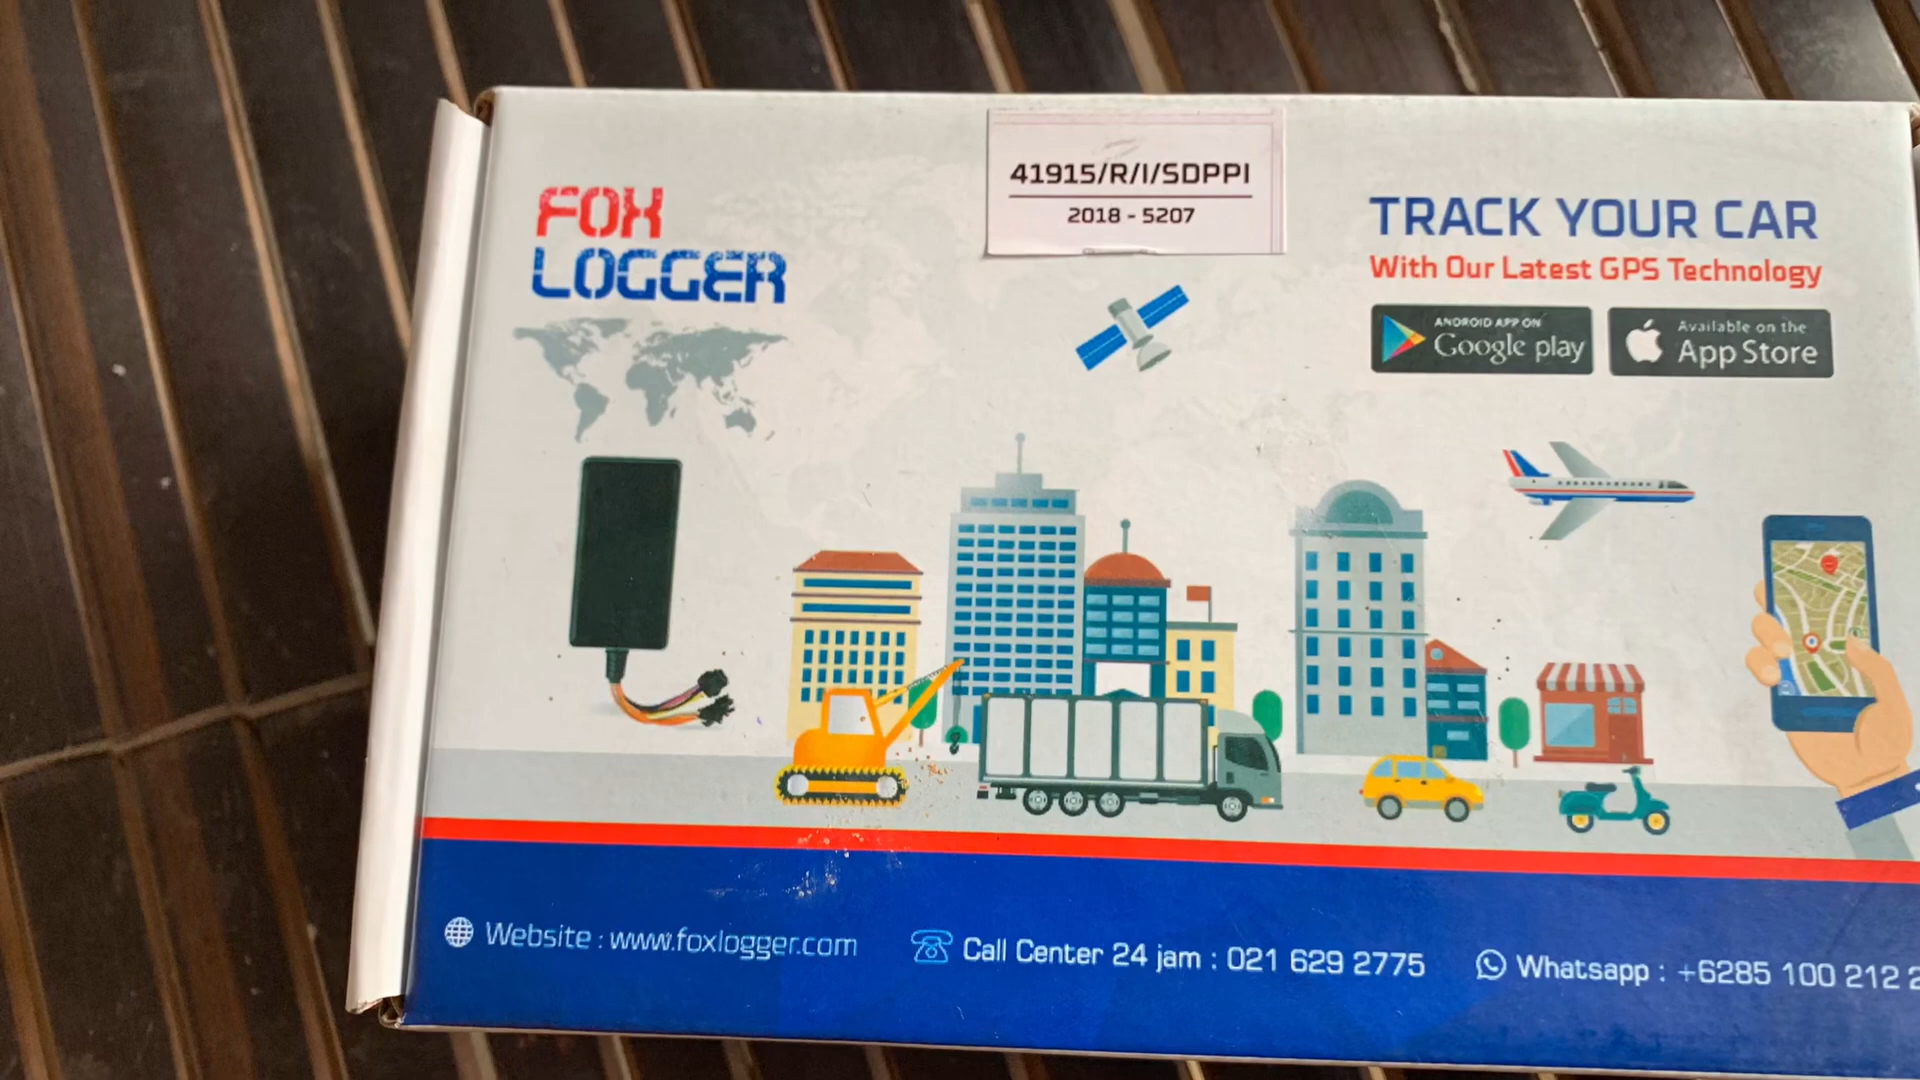 41915/R/I/SDPPI
2018 - 5207
FOX
LOGGER
TRACK YOUR CAR
With Our Latest GPS Technology
ANDROID APP ON
Google play
Available on the
App Store
Website : www.foxlogger.com
Call Center 24 jam : 021 629 2775
Whatsapp : +6285 100 212 2